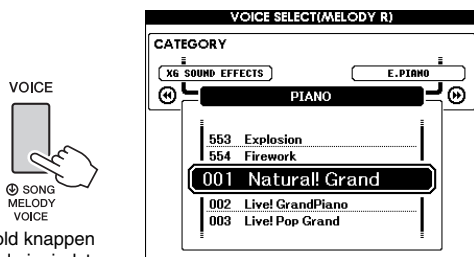 VOICE SELECT(MELODY R)
CATEGORY
XG SOUND EFFECTS
E.PIANO
PIANO
553 Explosion
554 Firework
001 Natural! Grand
002 Live! GrandPiano
003 Live! Pop Grand
VOICE
SONG
MELODY
VOICE
knappen